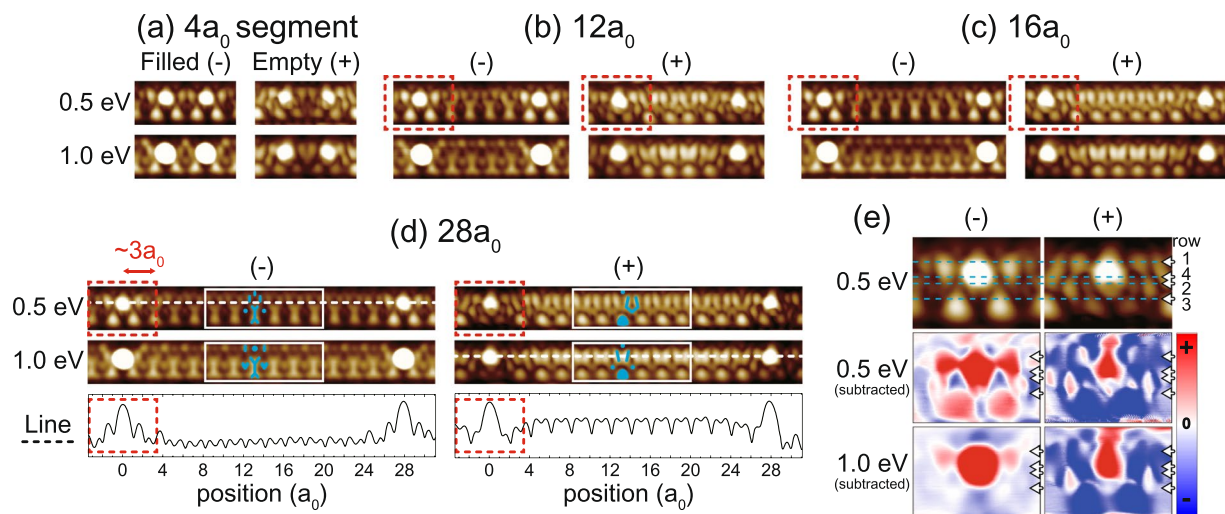 (a) 4a₀ segment
Filled (-) Empty (+)
0.5 eV
1.0 eV
(b) 12a₀
(-) (+)
(c) 16a₀
(-) (+)
(d) 28a₀
~3a₀
(-) (+)
0.5 eV
1.0 eV
Line
0 4 8 12 16 20 24 28
position (a₀)
0 4 8 12 16 20 24 28
position (a₀)
(e)
(-) (+)
row
1
4
2
3
0.5 eV
0.5 eV
(subtracted)
1.0 eV
(subtracted)
+
0
-